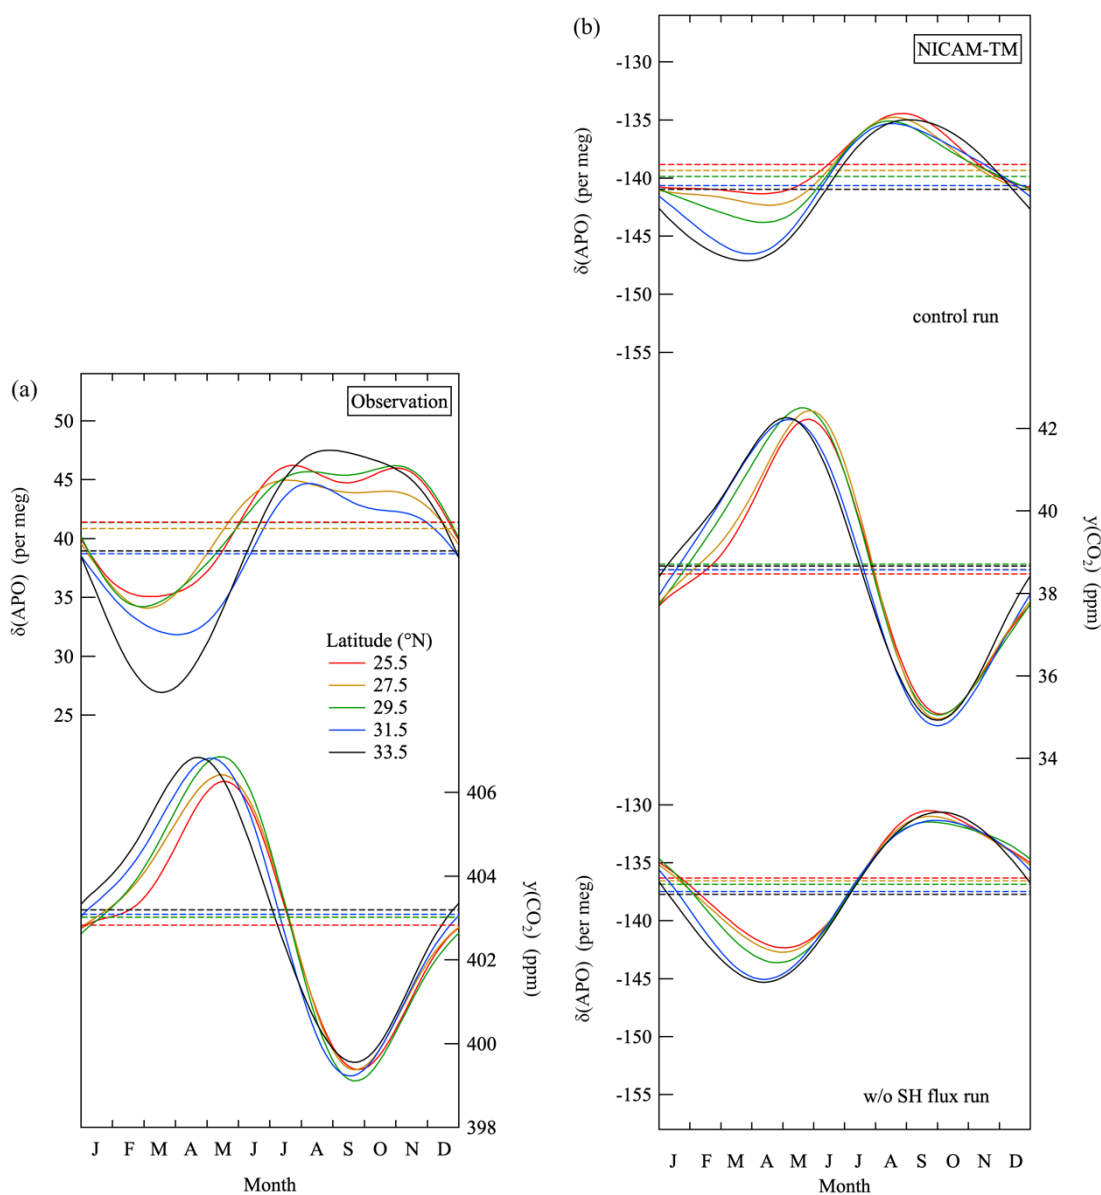 (a)
Observation
50
45
40
35
30
25
δ(APO) (per meg)
Latitude (°N)
25.5
27.5
29.5
31.5
33.5
406
404
402
400
398
y(CO₂) (ppm)
J F M A M J J A S O N D
Month
(b)
NICAM-TM
-130
-135
-140
-145
-150
-155
δ(APO) (per meg)
control run
42
40
38
36
34
y(CO₂) (ppm)
-130
-135
-140
-145
-150
-155
δ(APO) (per meg)
w/o SH flux run
J F M A M J J A S O N D
Month